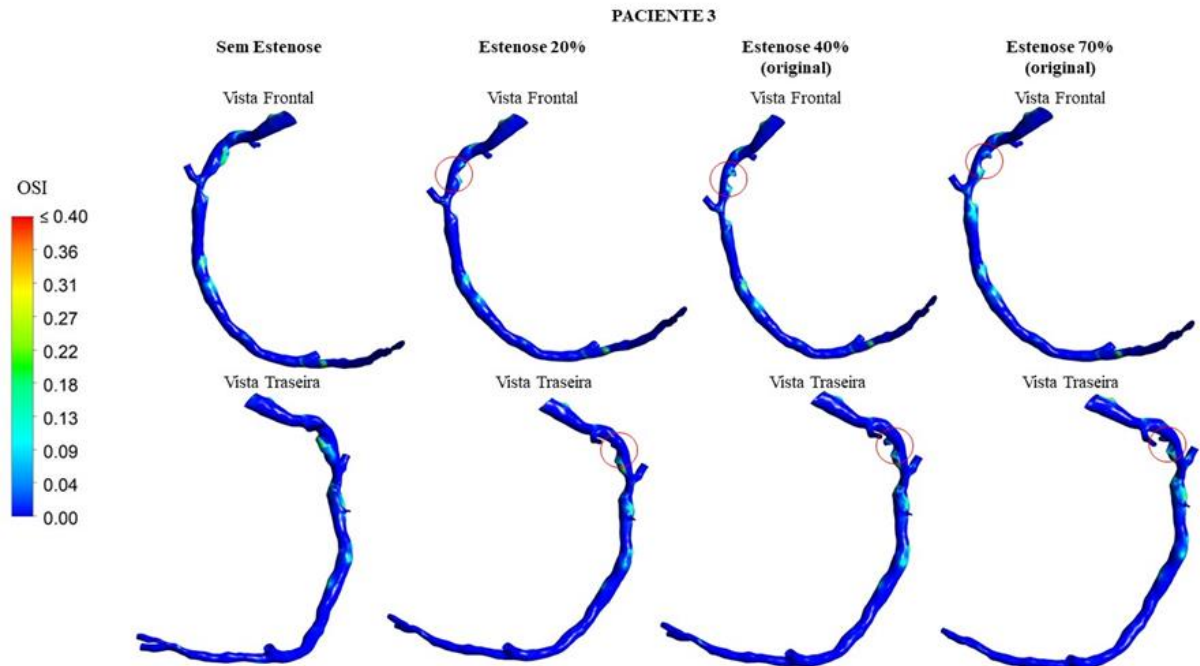 PACIENTE 3
Sem Estenose
Estenose 20%
Estenose 40%
(original)
Estenose 70%
(original)
Vista Frontal
Vista Frontal
Vista Frontal
Vista Frontal
OSI
≤ 0.40
0.36
0.31
0.27
0.22
0.18
0.13
0.09
0.04
0.00
Vista Traseira
Vista Traseira
Vista Traseira
Vista Traseira